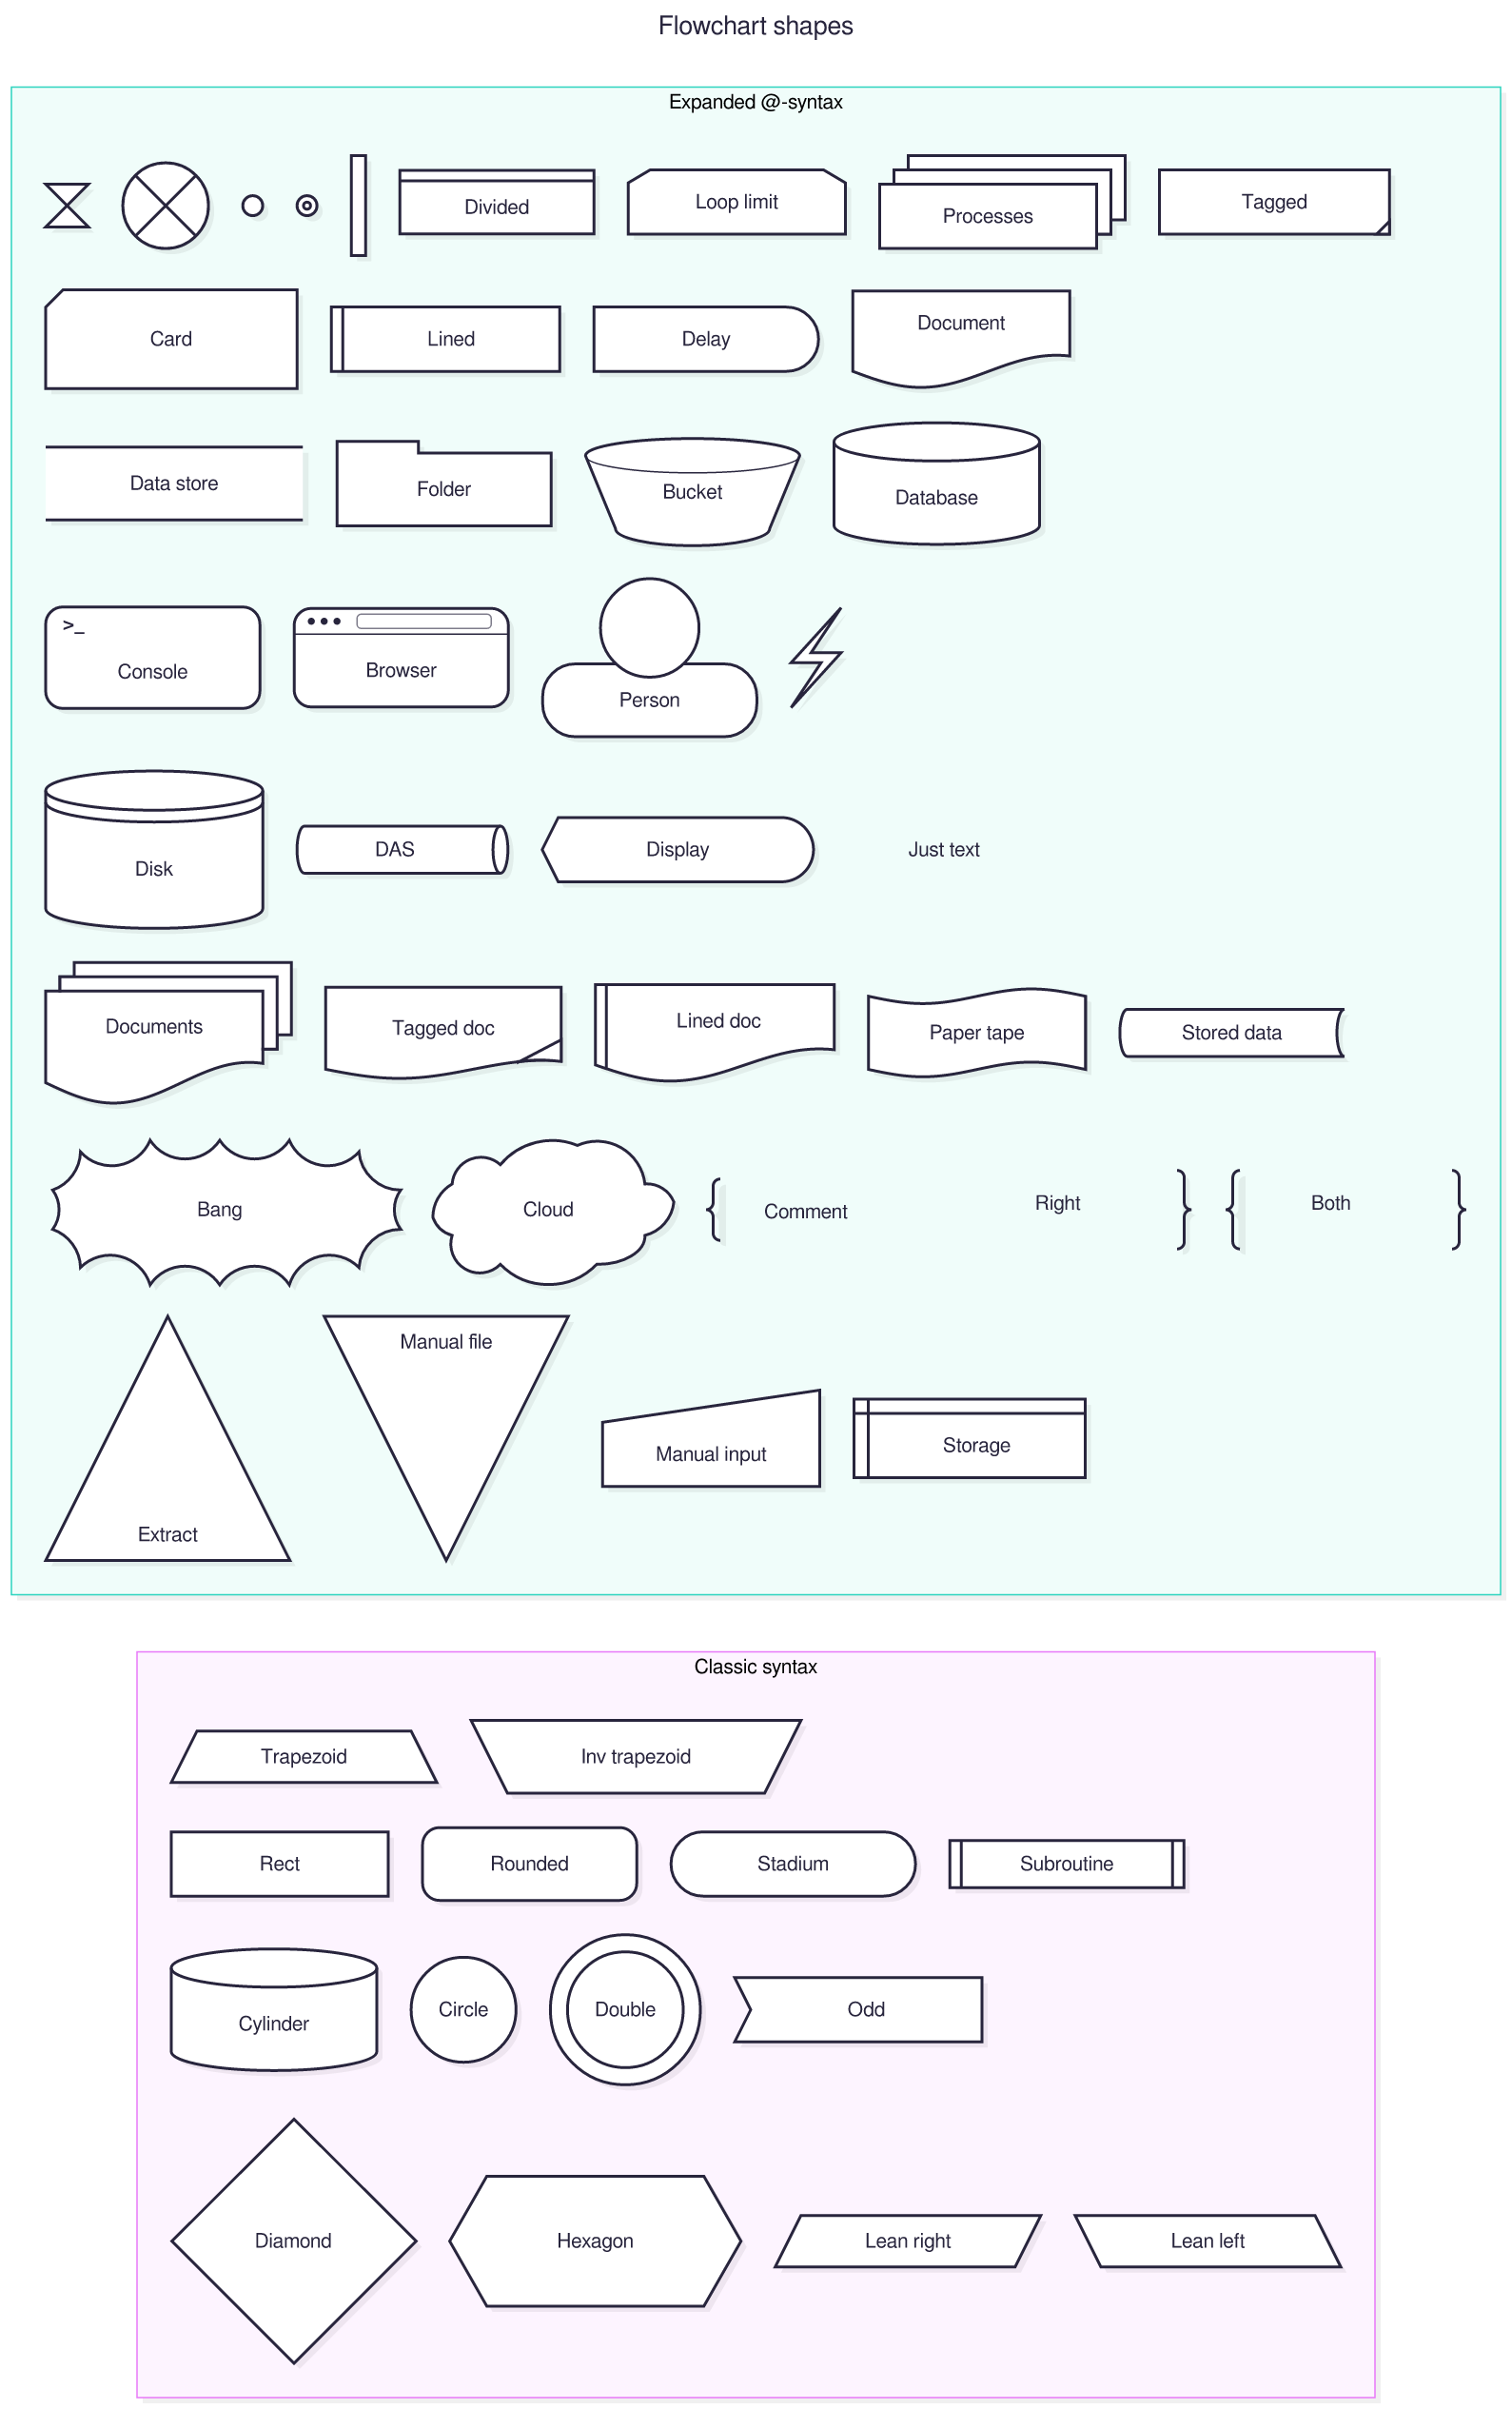 Flowchart shapes
Expanded @-syntax
Divided
Loop limit
Processes
Tagged
Card
Lined
Delay
Document
Data store
Folder
Bucket
Database
>_
Console
Browser
Person
Disk
DAS
Display
Just text
Documents
Tagged doc
Lined doc
Paper tape
Stored data
Bang
Cloud
Comment
Right
Both
Manual file
Manual input
Storage
Extract
Classic syntax
Trapezoid
Inv trapezoid
Rect
Rounded
Stadium
Subroutine
Cylinder
Circle
Double
Odd
Diamond
Hexagon
Lean right
Lean left